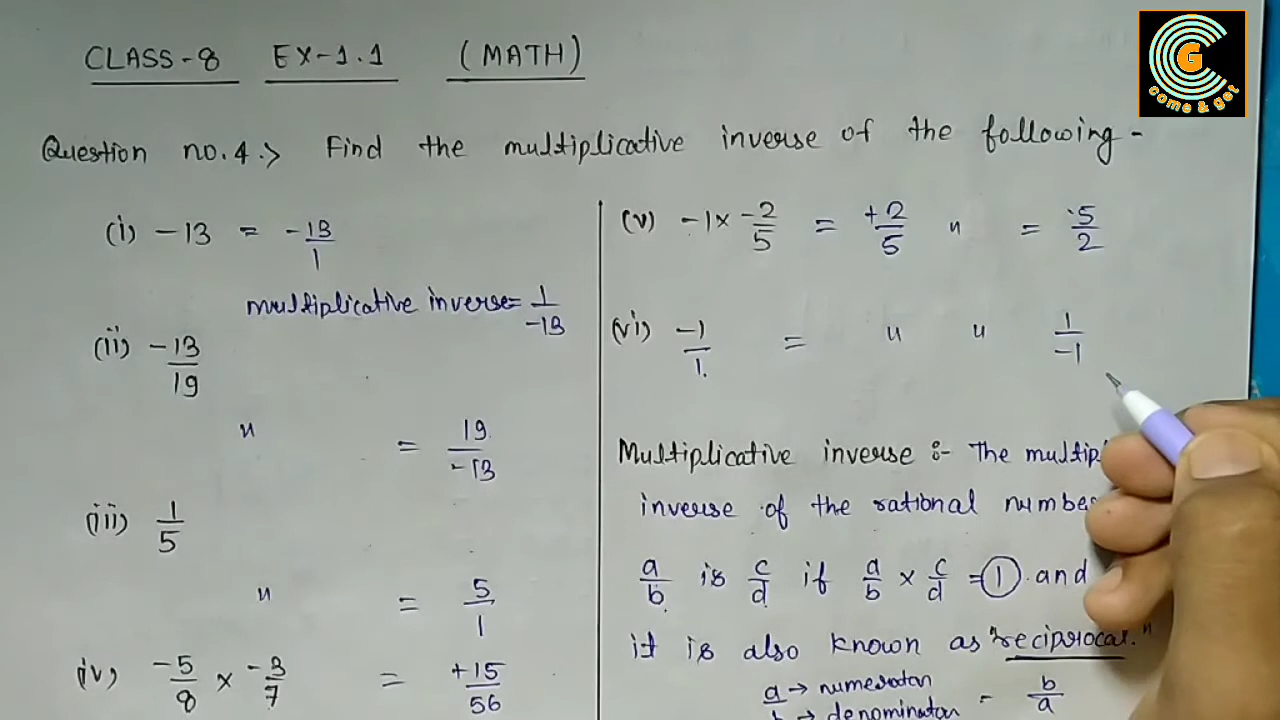 CLASS-8 EX-1.1 (MATH)
G
come & get
Question no.4.> Find the multiplicative inverse of the following -
(i) -13 = -13/1
multiplicative inverse = 1/-13
(ii) -13/19
" = 19/-13
(iii) 1/5
" = 5/1
(iv) -5/8 × -3/7 = +15/56
(v) -1× -2/5 = +2/5 " = 5/2
(vi) -1/1 = " " 1/-1
Multiplicative inverse :- The
inverse of the rational
a/b is c/d if a/b × c/d = 1 and
it is also known as "reciprocal."
a → numerator
b → denominator = b/a